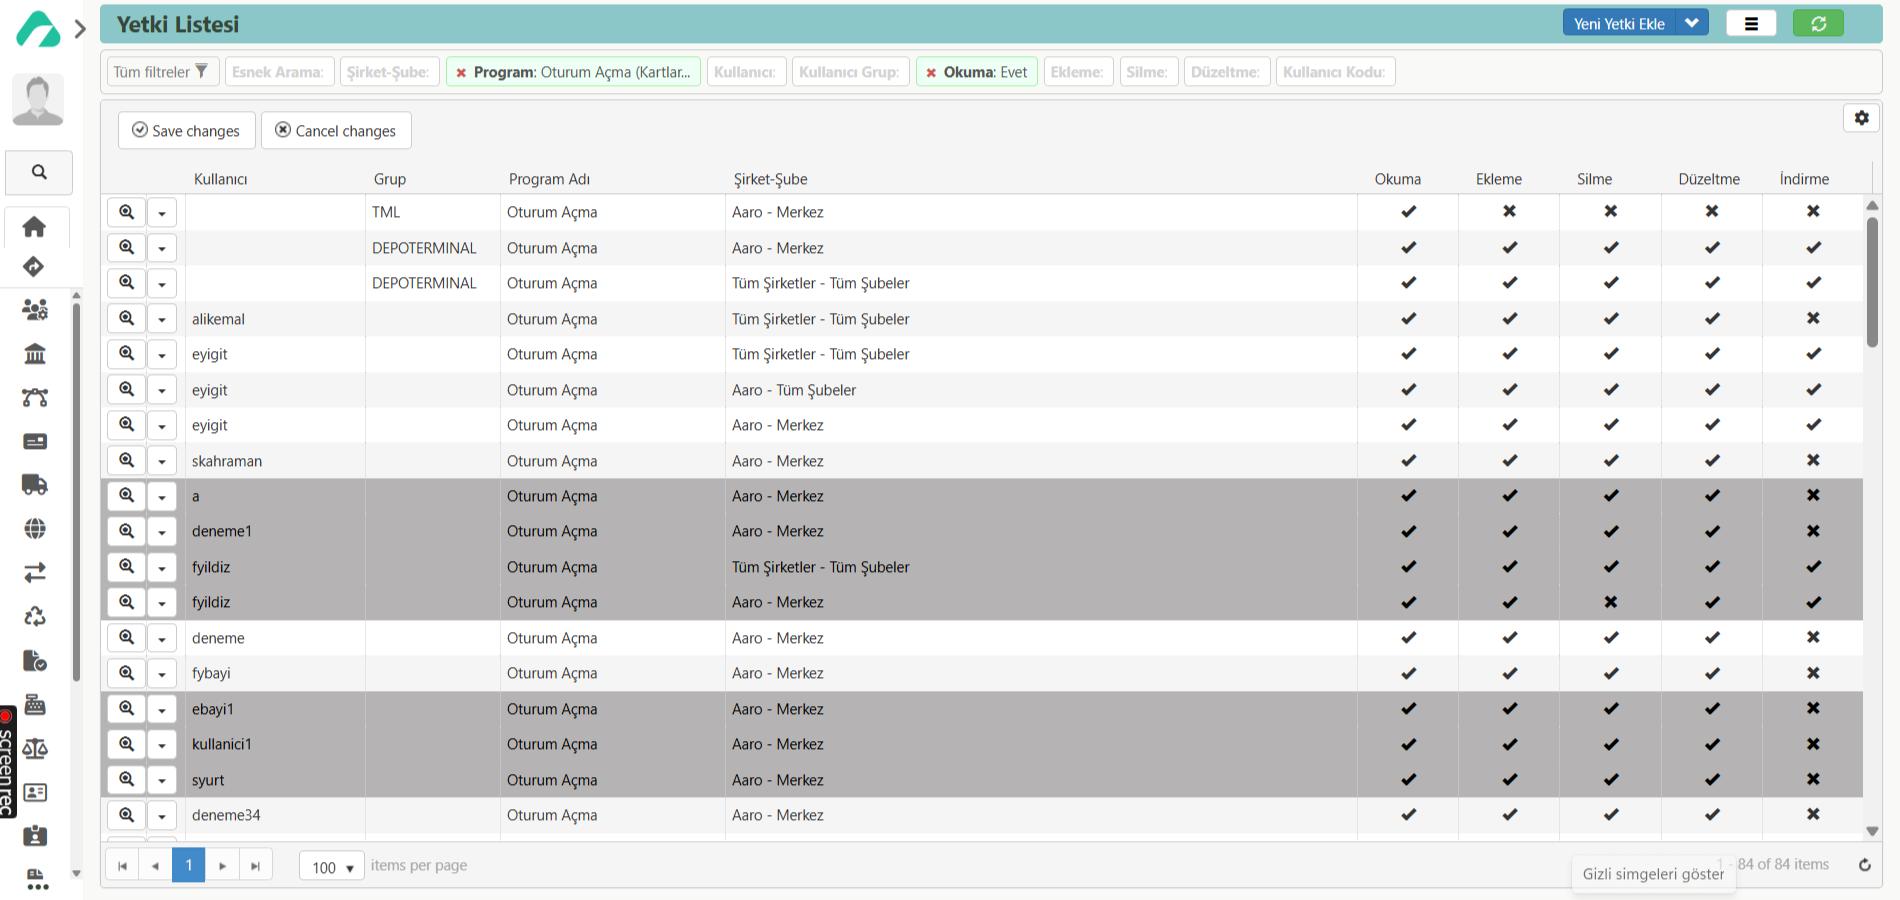 Yetki Listesi
Yeni Yetki Ekle
Tüm filtreler Esnek Arama: Şirket-Şube: Program: Oturum Açma (Kartlar... Kullanıcı: Kullanıcı Grup: Okuma: Evet Ekleme: Silme: Düzeltme: Kullanıcı Kodu:
Save changes Cancel changes
Kullanıcı Grup Program Adı Şirket-Şube Okuma Ekleme Silme Düzeltme İndirme
TML Oturum Açma Aaro - Merkez
DEPOTERMINAL Oturum Açma Aaro - Merkez
DEPOTERMINAL Oturum Açma Tüm Şirketler - Tüm Şubeler
alikemal Oturum Açma Tüm Şirketler - Tüm Şubeler
eyigit Oturum Açma Tüm Şirketler - Tüm Şubeler
eyigit Oturum Açma Aaro - Tüm Şubeler
eyigit Oturum Açma Aaro - Merkez
skahraman Oturum Açma Aaro - Merkez
a Oturum Açma Aaro - Merkez
deneme1 Oturum Açma Aaro - Merkez
fyildiz Oturum Açma Tüm Şirketler - Tüm Şubeler
fyildiz Oturum Açma Aaro - Merkez
deneme Oturum Açma Aaro - Merkez
fybayi Oturum Açma Aaro - Merkez
ebayi1 Oturum Açma Aaro - Merkez
kullanici1 Oturum Açma Aaro - Merkez
syurt Oturum Açma Aaro - Merkez
deneme34 Oturum Açma Aaro - Merkez
screenrec
1 100 items per page 1 - 84 of 84 items
Gizli simgeleri göster